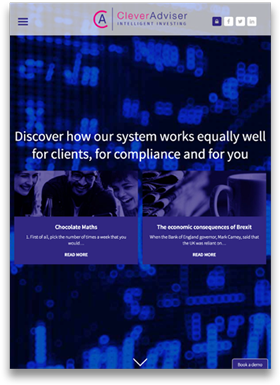 CleverAdviser
INTELLIGENT INVESTING
Discover how our system works equally well
for clients, for compliance and for you
Chocolate Maths
1. First of all, pick the number of times a week that you
would…
READ MORE
The economic consequences of Brexit
When the Bank of England governor, Mark Carney, said that
the UK was reliant on…
READ MORE
Book a demo